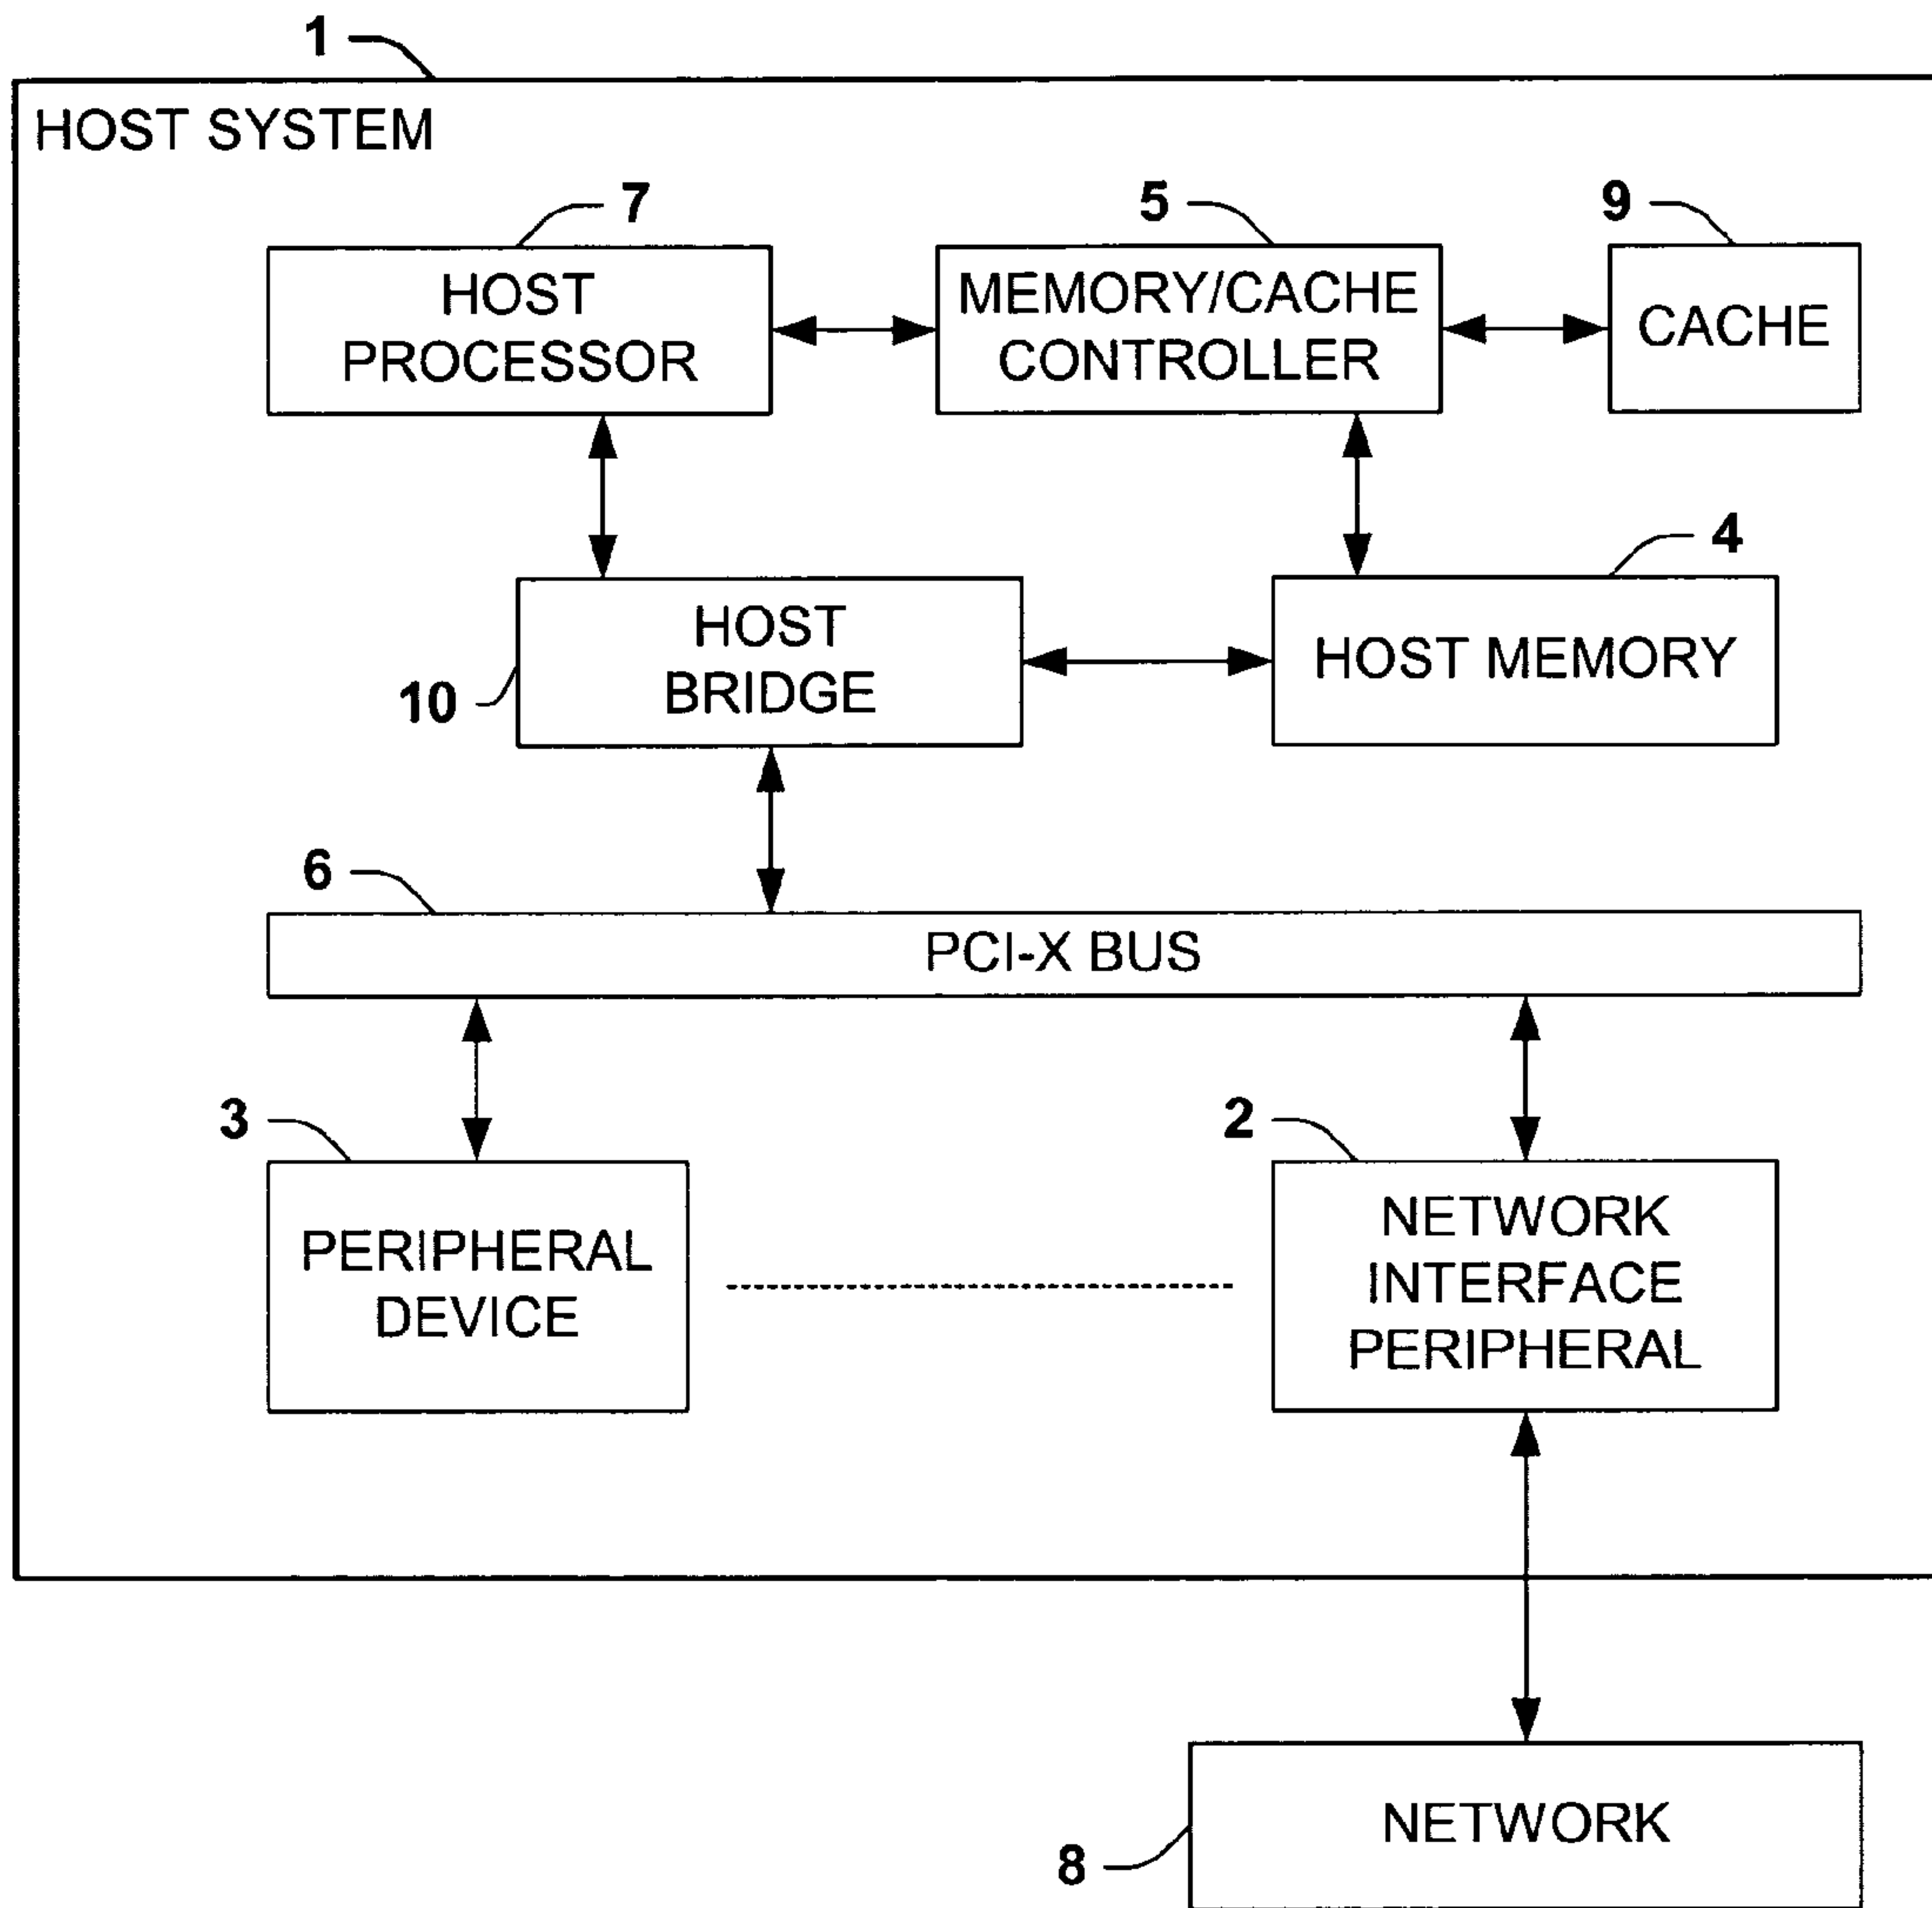 1
HOST SYSTEM
7
5
9
HOST
PROCESSOR
MEMORY/CACHE
CONTROLLER
CACHE
4
HOST
BRIDGE
10
HOST MEMORY
6
PCI-X BUS
3
2
PERIPHERAL
DEVICE
NETWORK
INTERFACE
PERIPHERAL
NETWORK
8